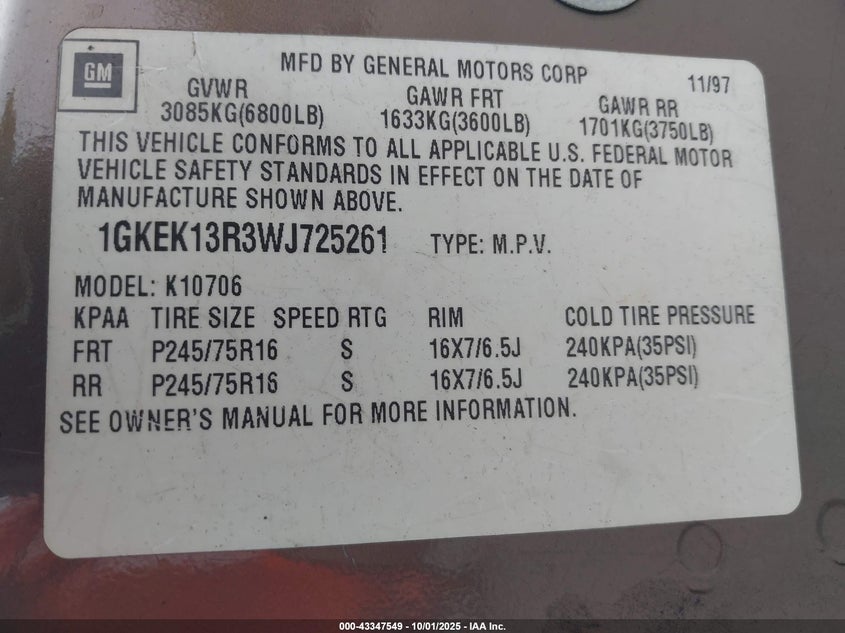 GM
MFD BY GENERAL MOTORS CORP 11/97
GVWR GAWR FRT GAWR RR
3085KG(6800LB) 1633KG(3600LB) 1701KG(3750LB)
THIS VEHICLE CONFORMS TO ALL APPLICABLE U.S. FEDERAL MOTOR
VEHICLE SAFETY STANDARDS IN EFFECT ON THE DATE OF
MANUFACTURE SHOWN ABOVE.
1GKEK13R3WJ725261 TYPE: M.P.V.
MODEL: K10706
KPAA TIRE SIZE SPEED RTG RIM COLD TIRE PRESSURE
FRT P245/75R16 S 16X7/6.5J 240KPA(35PSI)
RR P245/75R16 S 16X7/6.5J 240KPA(35PSI)
SEE OWNER'S MANUAL FOR MORE INFORMATION.
000-43347549 - 10/01/2025 - IAA Inc.